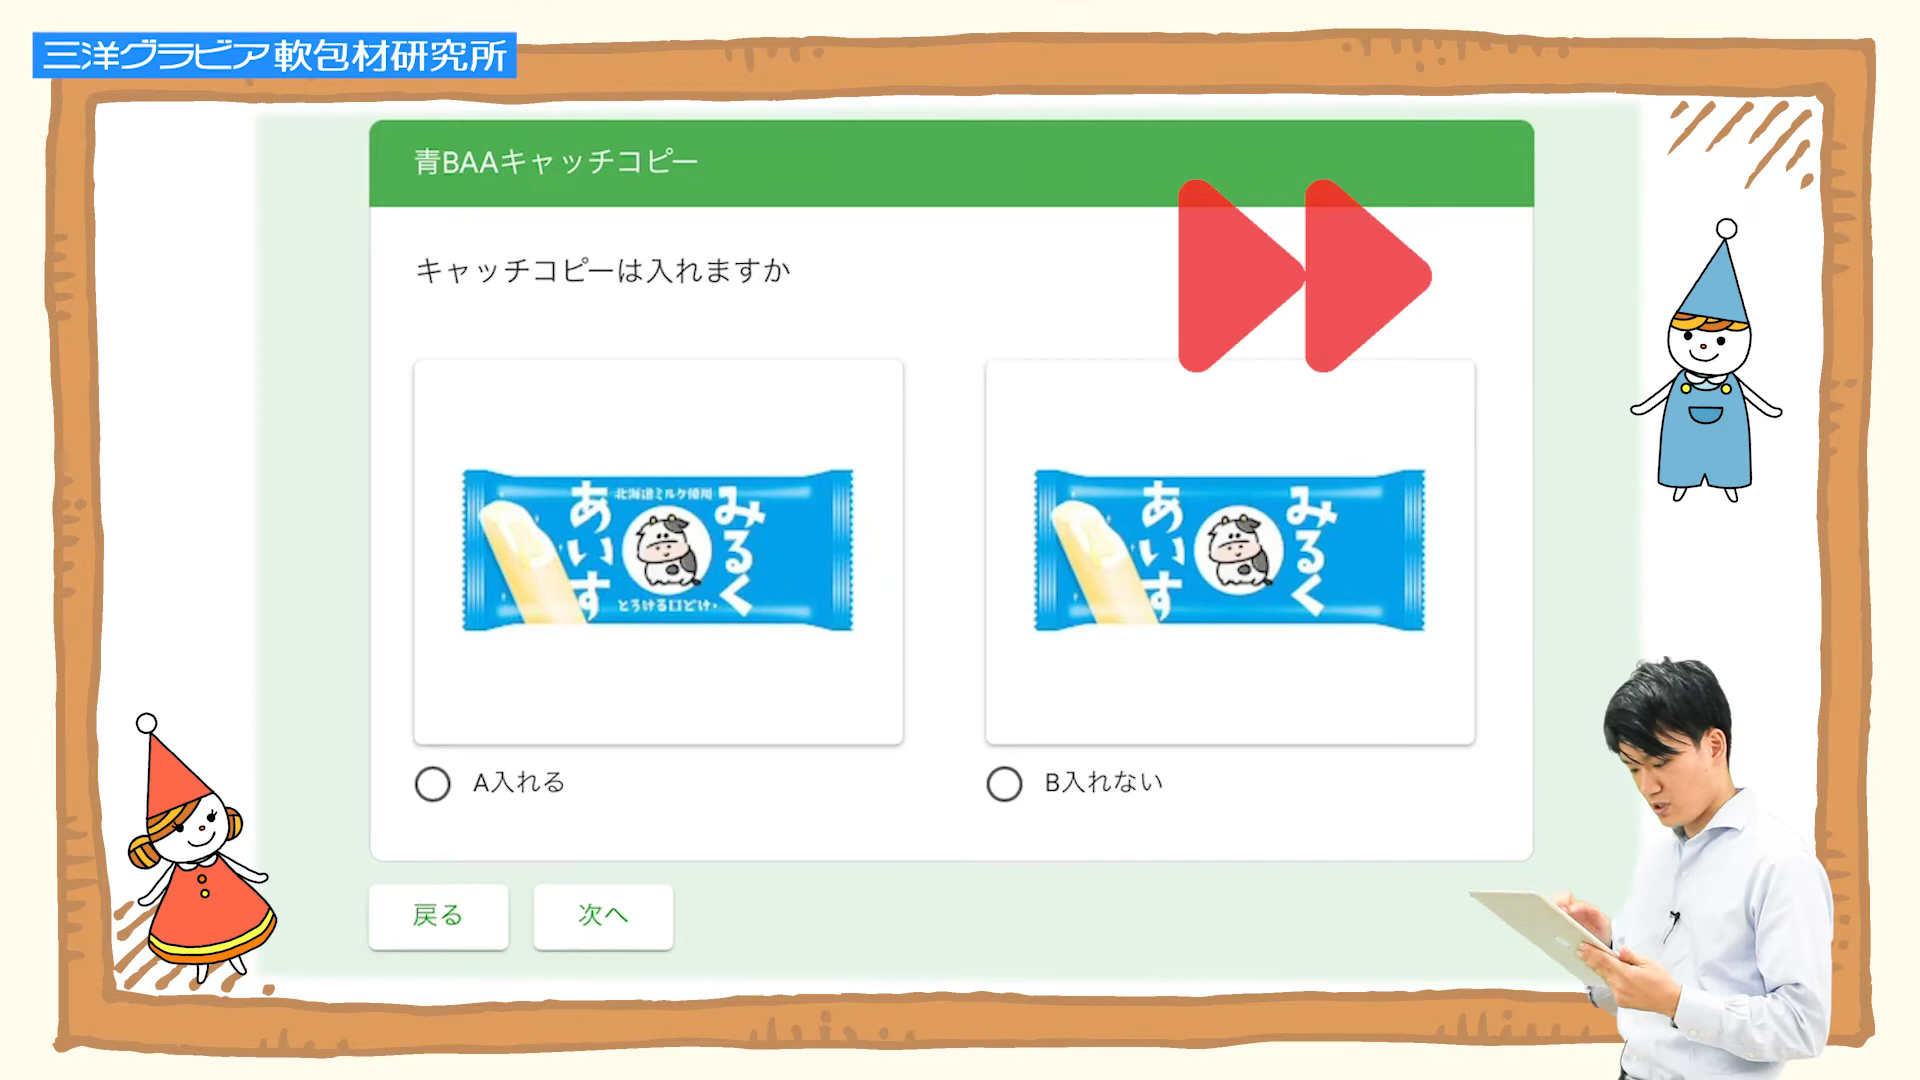 三洋グラビア軟包材研究所
青BAAキャッチコピー
キャッチコピーは入れますか
北海道ミルク使用
みるく
あいす
とろける口どけ
みるく
あいす
A入れる
B入れない
戻る
次へ